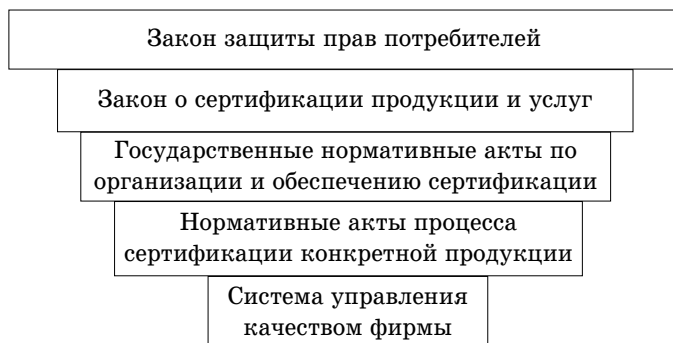 Закон защиты прав потребителей
Закон о сертификации продукции и услуг
Государственные нормативные акты по
организации и обеспечению сертификации
Нормативные акты процесса
сертификации конкретной продукции
Система управления
качеством фирмы